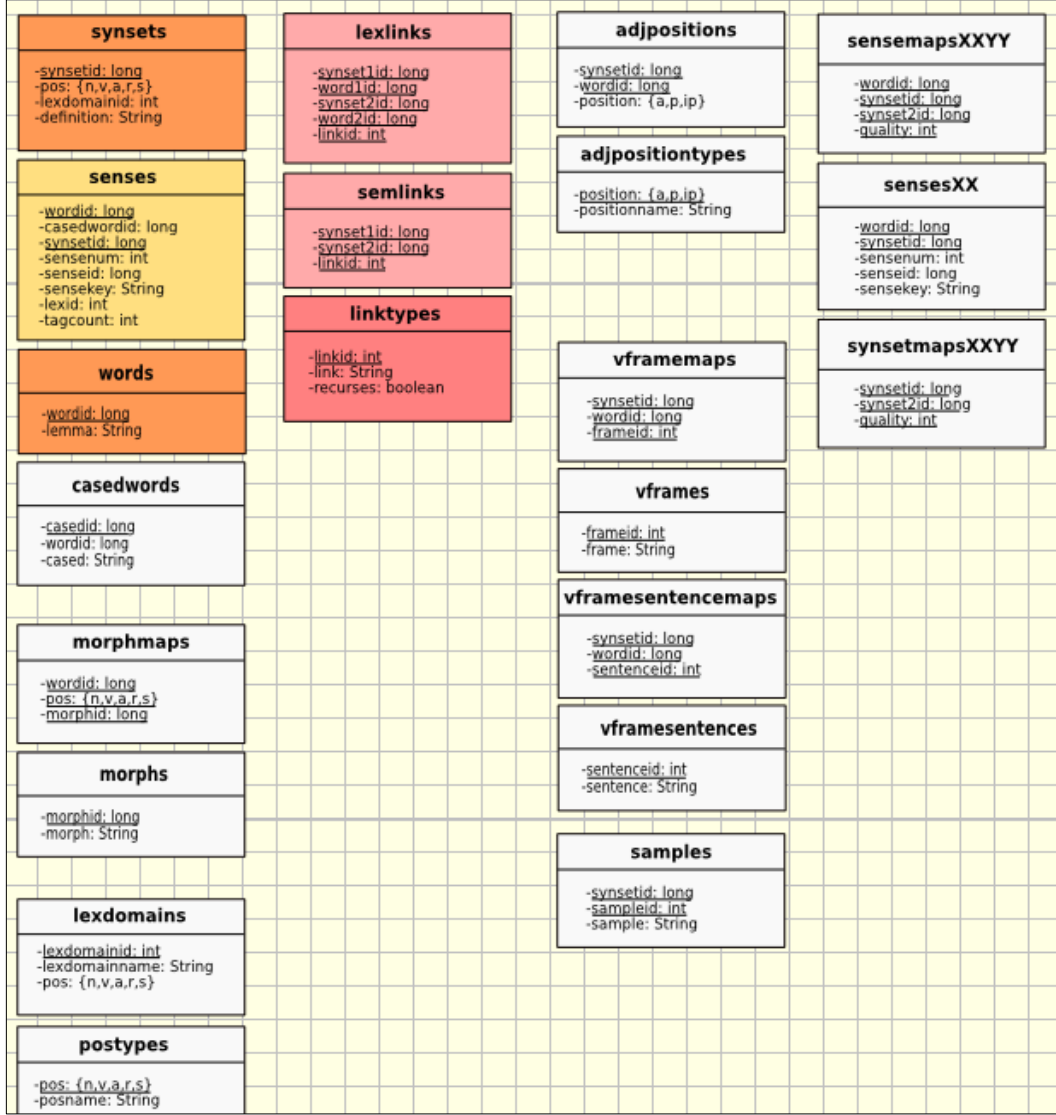 synsets
-synsetid: long
-pos: {n,v,a,r,s}
-lexdomainid: int
-definition: String
senses
-wordid: long
-casedwordid: long
-synsetid: long
-sensenum: int
-senseid: long
-sensekey: String
-lexid: int
-tagcount: int
words
-wordid: long
-lemma: String
casedwords
-casedid: long
-wordid: long
-cased: String
morphmaps
-wordid: long
-pos: {n,v,a,r,s}
-morphid: long
morphs
-morphid: long
-morph: String
lexdomains
-lexdomainid: int
-lexdomainname: String
-pos: {n,v,a,r,s}
postypes
-pos: {n,v,a,r,s}
-posname: String
lexlinks
-synset1id: long
-word1id: long
-synset2id: long
-word2id: long
-linkid: int
semlinks
-synset1id: long
-synset2id: long
-linkid: int
linktypes
-linkid: int
-link: String
-recurses: boolean
adjpositions
-synsetid: long
-wordid: long
-position: {a,p,ip}
adjpositiontypes
-position: {a,p,ip}
-positionname: String
vframemaps
-synsetid: long
-wordid: long
-frameid: int
vframes
-frameid: int
-frame: String
vframesentencemaps
-synsetid: long
-wordid: long
-sentenceid: int
vframesentences
-sentenceid: int
-sentence: String
samples
-synsetid: long
-sampleid: int
-sample: String
sensemapsXXYY
-wordid: long
-synsetid: long
-synset2id: long
-quality: int
sensesXX
-wordid: long
-synsetid: long
-sensenum: int
-senseid: long
-sensekey: String
synsetmapsXXYY
-synsetid: long
-synset2id: long
-quality: int